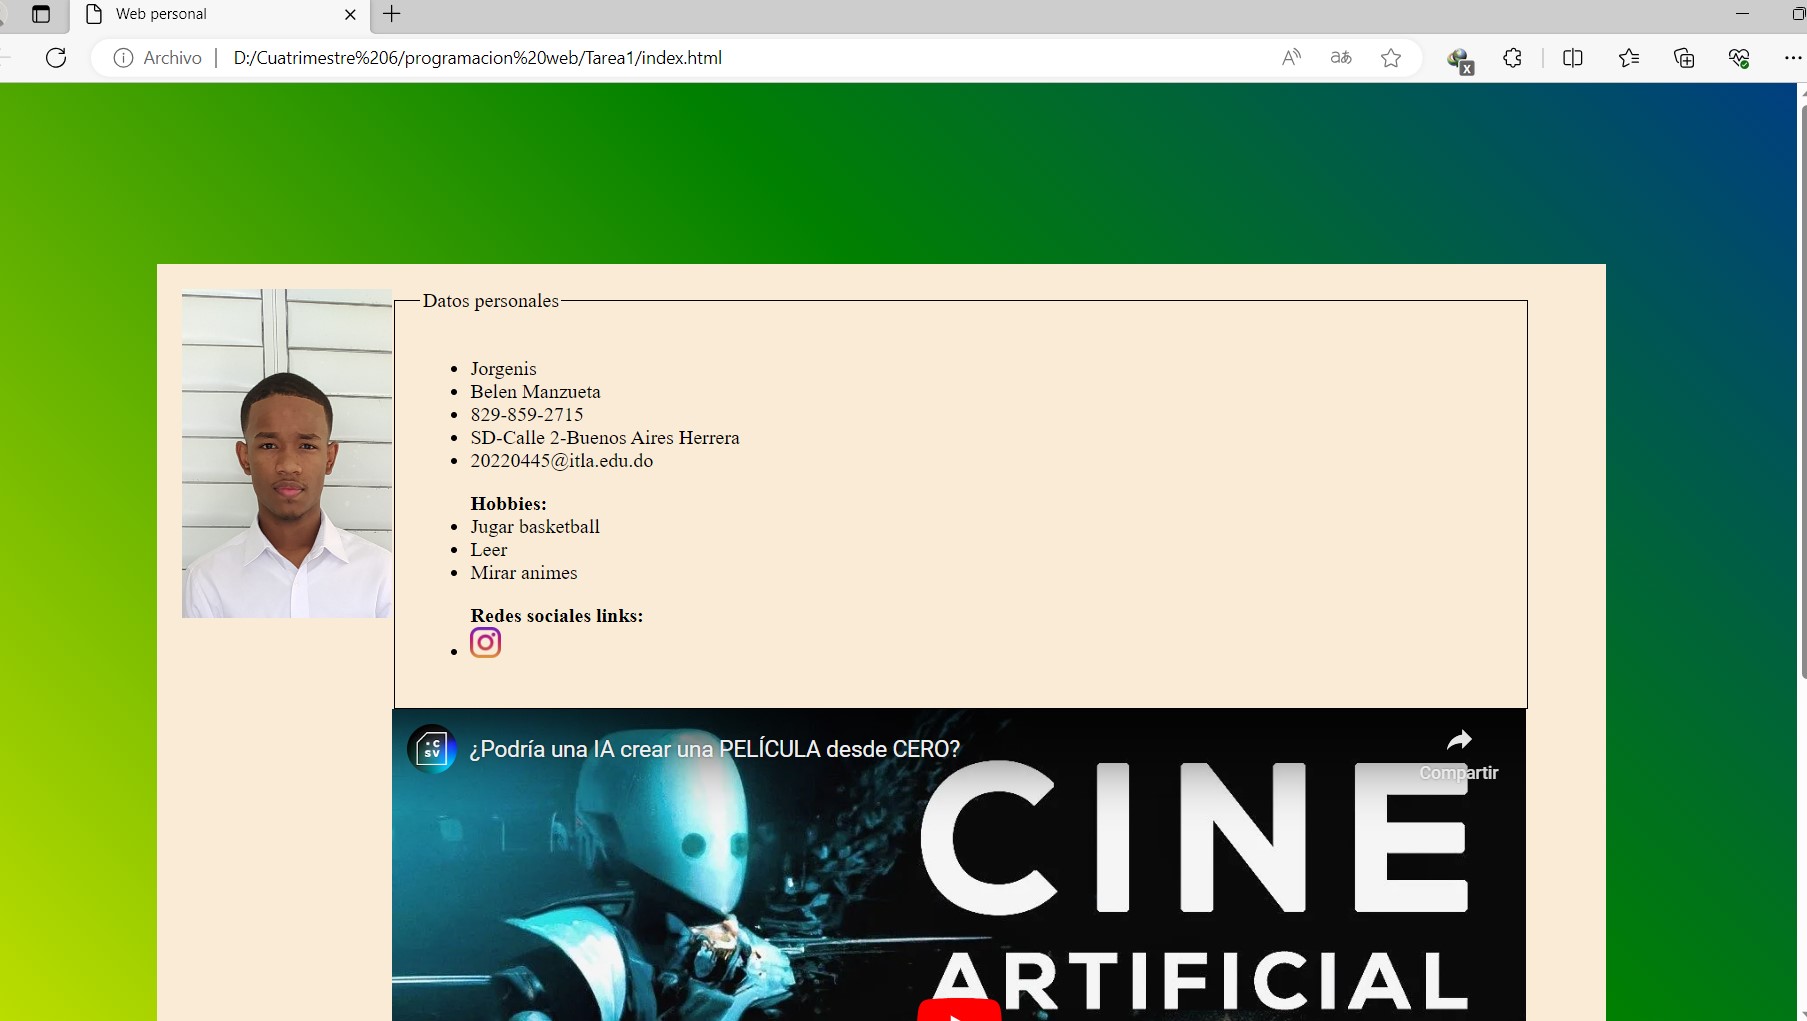 Web personal
Archivo
D:/Cuatrimestre%206/programacion%20web/Tarea1/index.html
Datos personales
Jorgenis
Belen Manzueta
829-859-2715
SD-Calle 2-Buenos Aires Herrera
20220445@itla.edu.do
Hobbies:
Jugar basketball
Leer
Mirar animes
Redes sociales links:
.csv
¿Podría una IA crear una PELÍCULA desde CERO?
Compartir
CINE
ARTIFICIAL